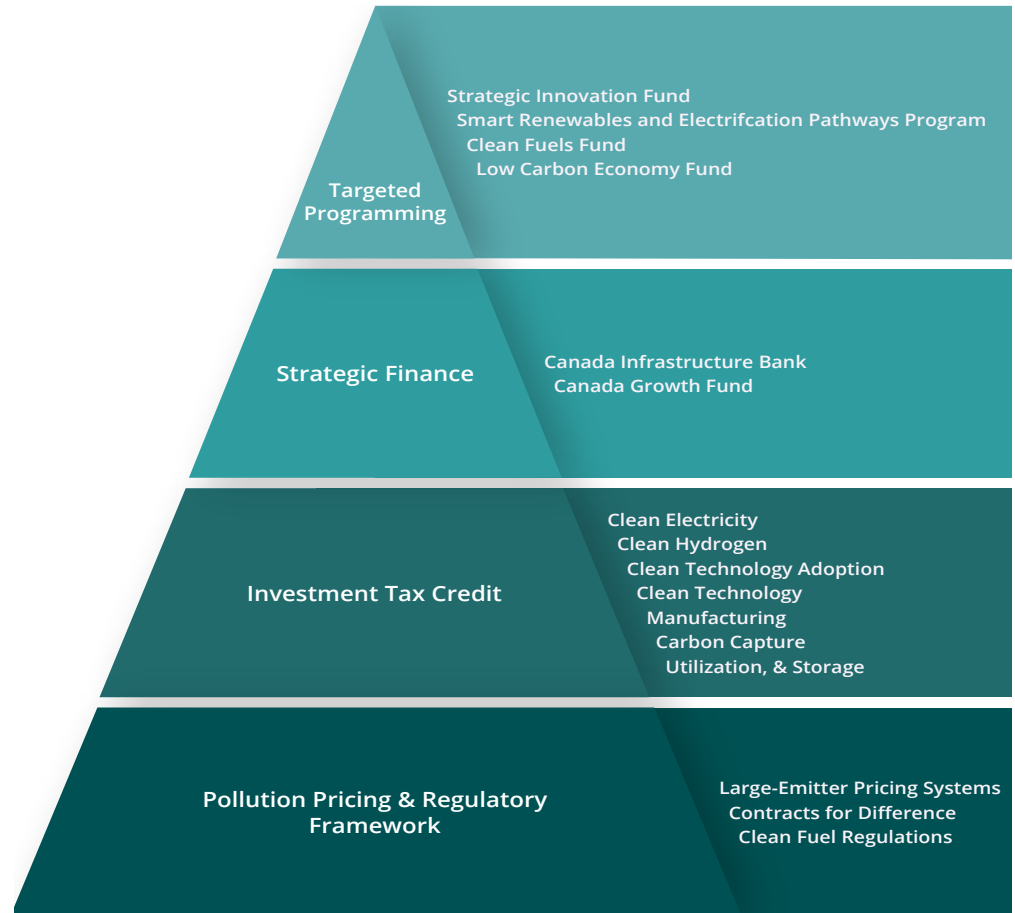 Strategic Innovation Fund
Smart Renewables and Electrifcation Pathways Program
Clean Fuels Fund
Low Carbon Economy Fund
Targeted
Programming
Strategic Finance
Canada Infrastructure Bank
Canada Growth Fund
Investment Tax Credit
Clean Electricity
Clean Hydrogen
Clean Technology Adoption
Clean Technology
Manufacturing
Carbon Capture
Utilization, & Storage
Pollution Pricing & Regulatory
Framework
Large-Emitter Pricing Systems
Contracts for Difference
Clean Fuel Regulations